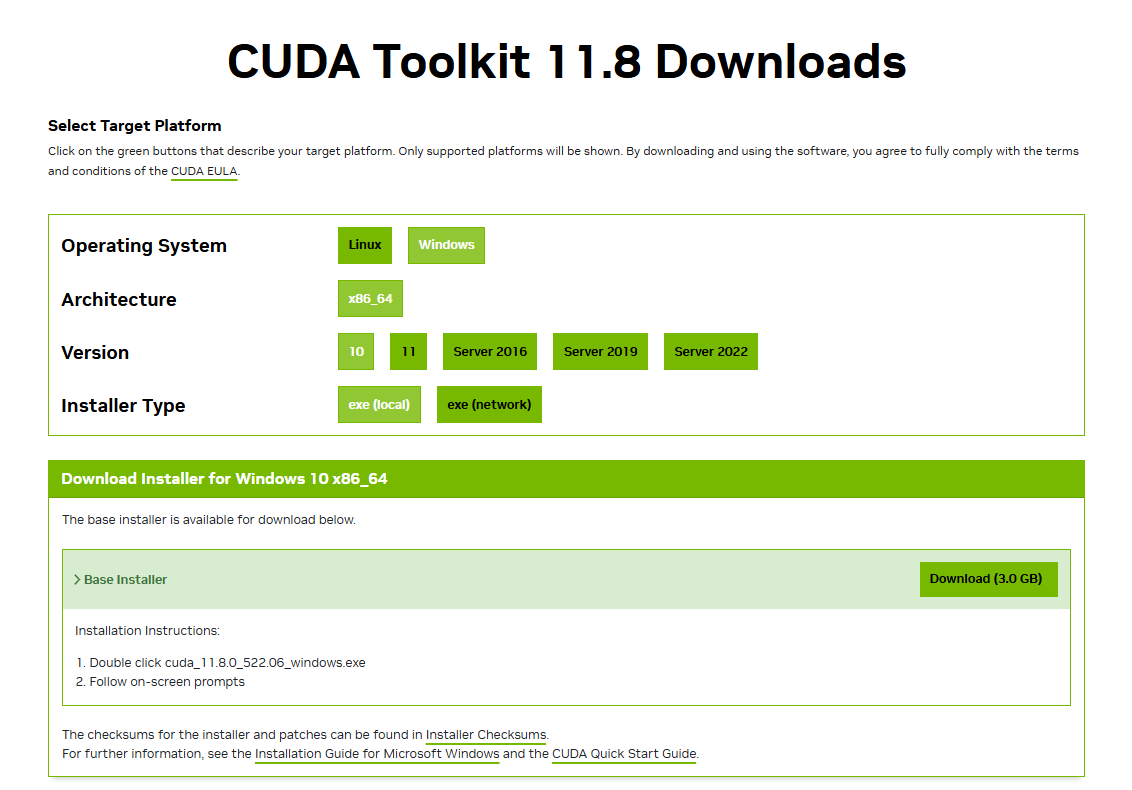 CUDA Toolkit 11.8 Downloads
Select Target Platform
Click on the green buttons that describe your target platform. Only supported platforms will be shown. By downloading and using the software, you agree to fully comply with the terms
and conditions of the CUDA EULA.
Operating System Linux Windows
Architecture x86_64
Version 10 11 Server 2016 Server 2019 Server 2022
Installer Type exe (local) exe (network)
Download Installer for Windows 10 x86_64
The base installer is available for download below.
Base Installer Download (3.0 GB)
Installation Instructions:
1. Double click cuda_11.8.0_522.06_windows.exe
2. Follow on-screen prompts
The checksums for the installer and patches can be found in Installer Checksums.
For further information, see the Installation Guide for Microsoft Windows and the CUDA Quick Start Guide.